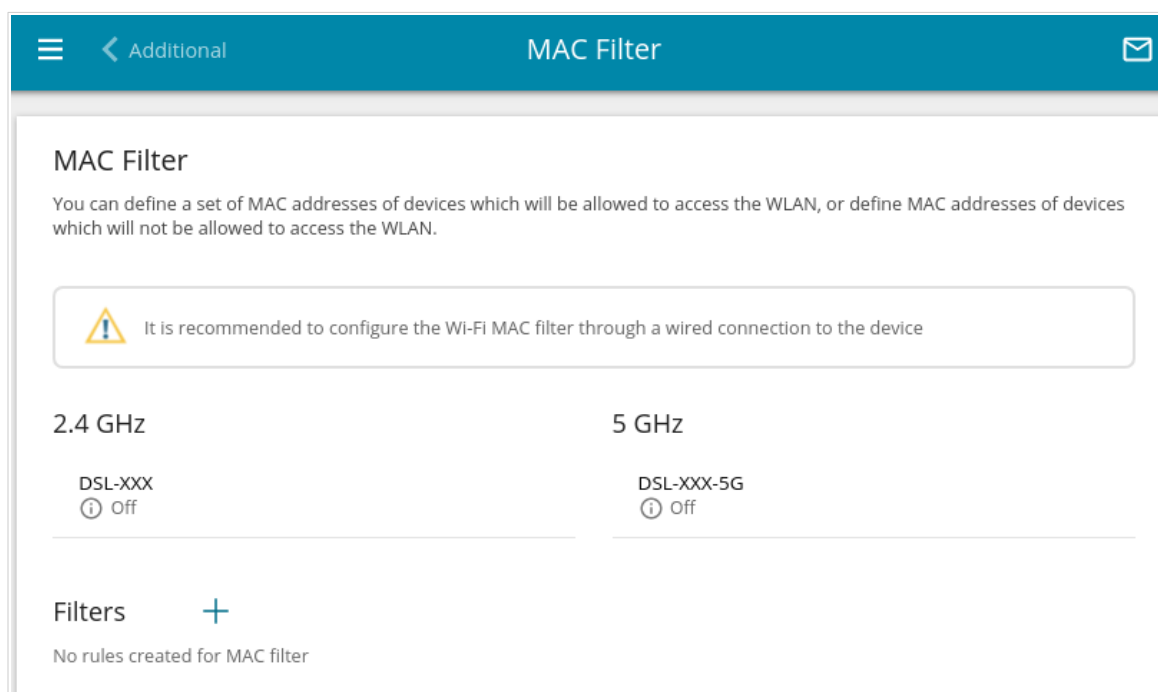 Additional
MAC Filter
MAC Filter
You can define a set of MAC addresses of devices which will be allowed to access the WLAN, or define MAC addresses of devices
which will not be allowed to access the WLAN.
It is recommended to configure the Wi-Fi MAC filter through a wired connection to the device
2.4 GHz
5 GHz
DSL-XXX
Off
DSL-XXX-5G
Off
Filters
No rules created for MAC filter